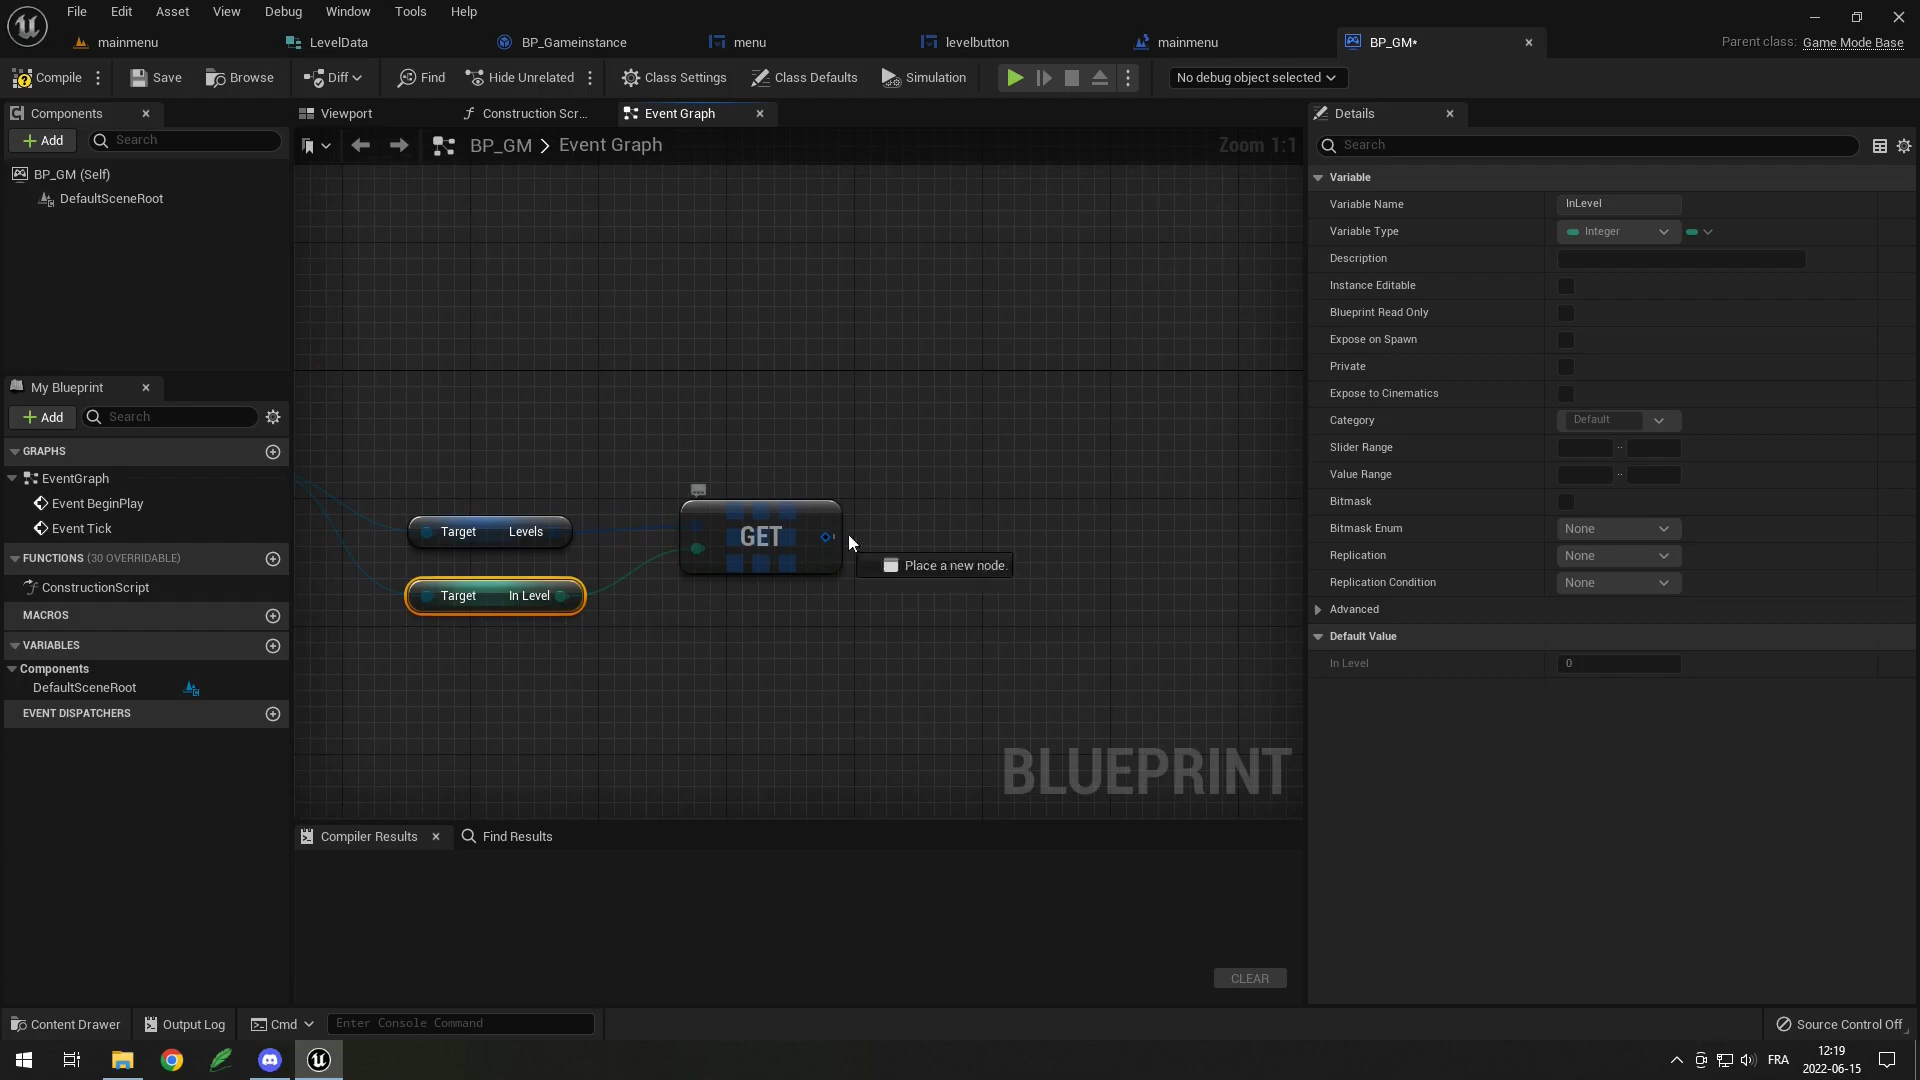 File Edit Asset View Debug Window Tools Help
mainmenu LevelData BP_Gameinstance menu levelbutton mainmenu BP_GM* Parent class: Game Mode Base
Compile Save Browse Diff Find Hide Unrelated Class Settings Class Defaults Simulation No debug object selected
Components Viewport Construction Scr... Event Graph Details
Add Search BP_GM > Event Graph Zoom 1:1 Search
BP_GM (Self)
DefaultSceneRoot
My Blueprint
Add Search
GRAPHS
EventGraph
Event BeginPlay
Event Tick
FUNCTIONS (30 OVERRIDABLE)
ConstructionScript
MACROS
VARIABLES
Components
DefaultSceneRoot
EVENT DISPATCHERS
Target Levels
GET
Place a new node.
Target In Level
BLUEPRINT
Variable
Variable Name InLevel
Variable Type Integer
Description
Instance Editable
Blueprint Read Only
Expose on Spawn
Private
Expose to Cinematics
Category Default
Slider Range
Value Range
Bitmask
Bitmask Enum None
Replication None
Replication Condition None
Advanced
Default Value
In Level 0
Compiler Results Find Results
CLEAR
Content Drawer Output Log Cmd Enter Console Command Source Control Off
FRA 12:19
2022-06-15